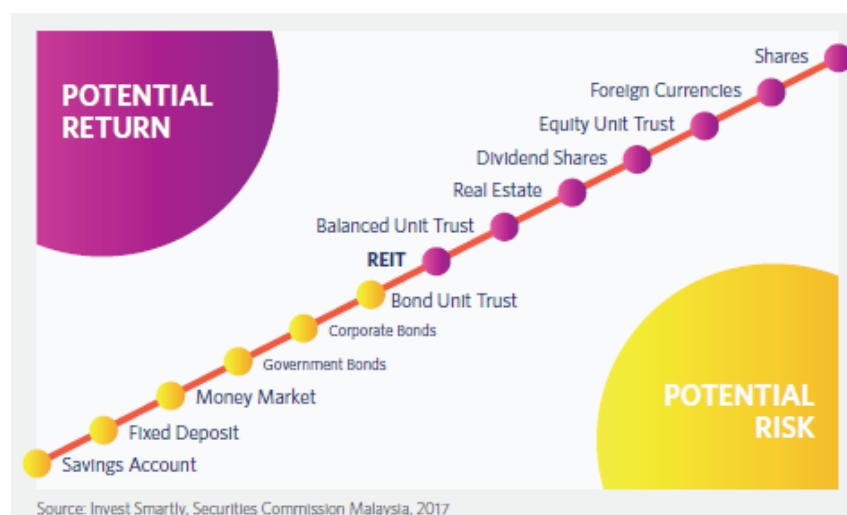 POTENTIAL
RETURN
Shares
Foreign Currencies
Equity Unit Trust
Dividend Shares
Real Estate
Balanced Unit Trust
REIT
Bond Unit Trust
Corporate Bonds
Government Bonds
Money Market
Fixed Deposit
Savings Account
POTENTIAL
RISK
Source: Invest Smartly, Securities Commission Malaysia, 2017